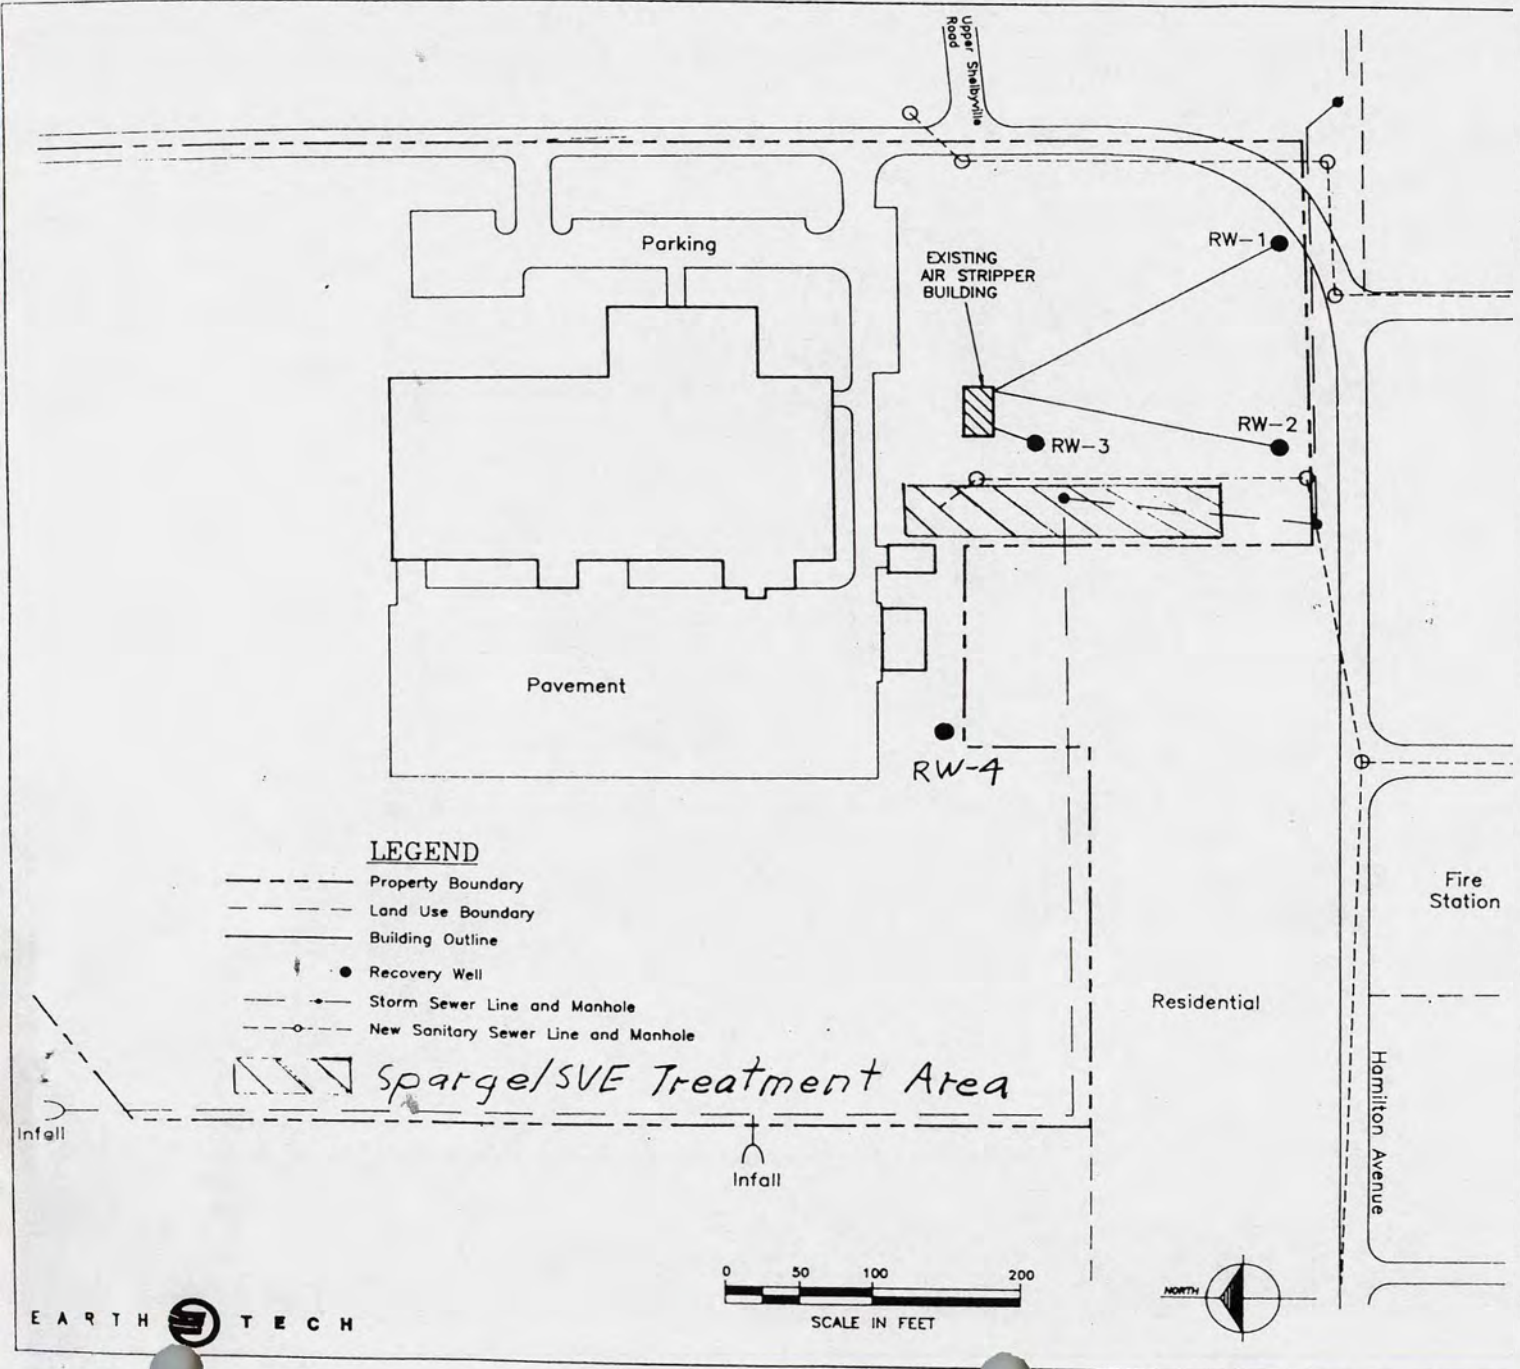 Upper Shelbyville
Road
Parking
EXISTING
AIR STRIPPER
BUILDING
RW-1
RW-2
RW-3
Pavement
RW-4
LEGEND
Property Boundary
Land Use Boundary
Building Outline
Recovery Well
Storm Sewer Line and Manhole
New Sanitary Sewer Line and Manhole
Sparge/SVE Treatment Area
Fire
Station
Residential
Hamilton Avenue
Infall
Infall
0 50 100 200
SCALE IN FEET
NORTH
EARTH TECH